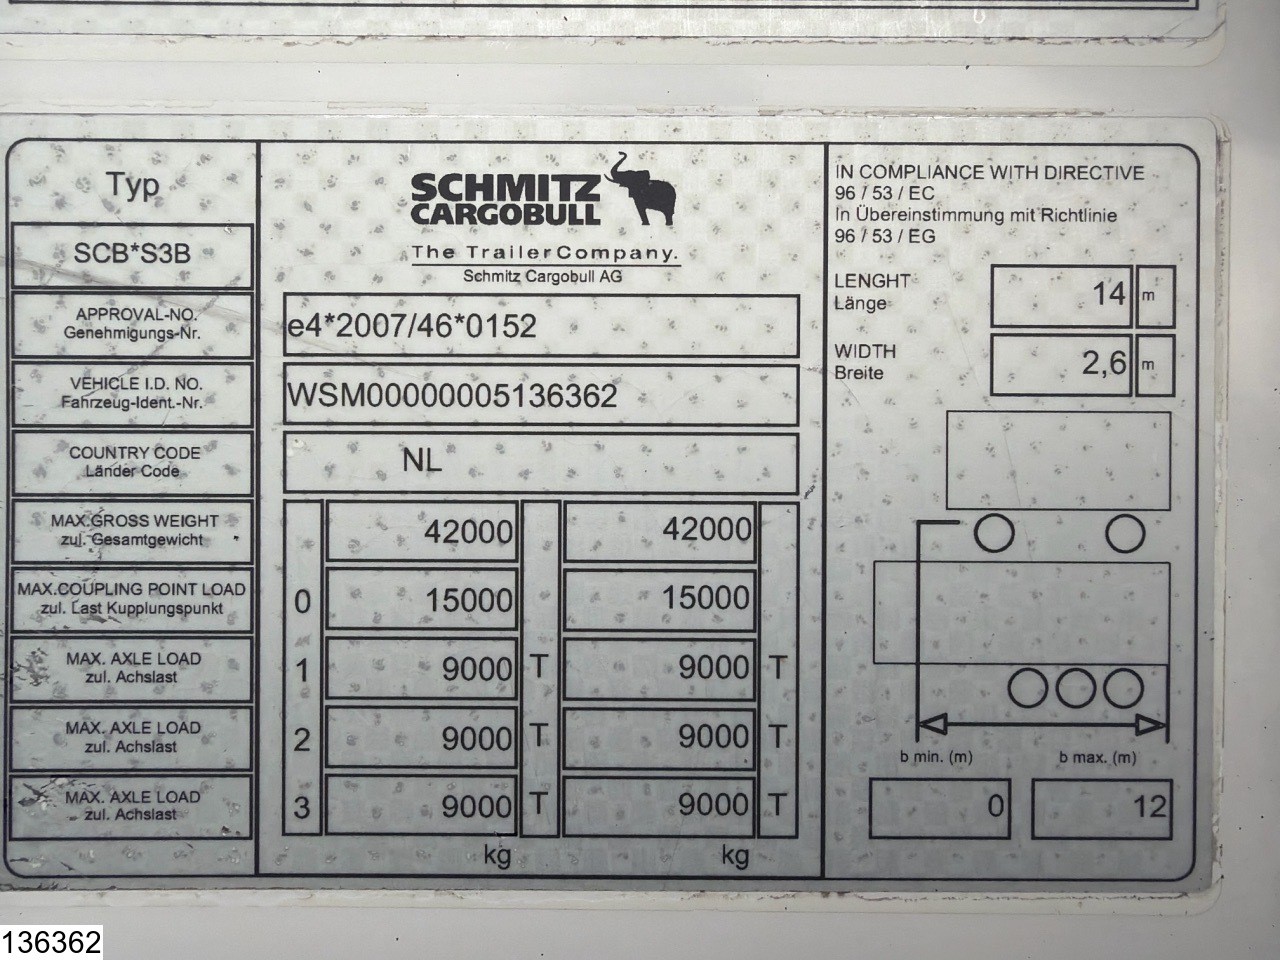 Typ
SCB*S3B
APPROVAL-NO.
Genehmigungs-Nr.
VEHICLE I.D. NO.
Fahrzeug-Ident.-Nr.
COUNTRY CODE
Länder Code
MAX.GROSS WEIGHT
zul. Gesamtgewicht
MAX.COUPLING POINT LOAD
zul. Last Kupplungspunkt
MAX. AXLE LOAD
zul. Achslast
MAX. AXLE LOAD
zul. Achslast
MAX. AXLE LOAD
zul. Achslast
SCHMITZ
CARGOBULL
The Trailer Company.
Schmitz Cargobull AG
e4*2007/46*0152
WSM00000005136362
NL
42000 42000
0 15000 15000
1 9000 T 9000 T
2 9000 T 9000 T
3 9000 T 9000 T
kg kg
IN COMPLIANCE WITH DIRECTIVE
96 / 53 / EC
In Übereinstimmung mit Richtlinie
96 / 53 / EG
LENGHT
Länge
14 m
WIDTH
Breite
2,6 m
b min. (m) b max. (m)
0 12
136362